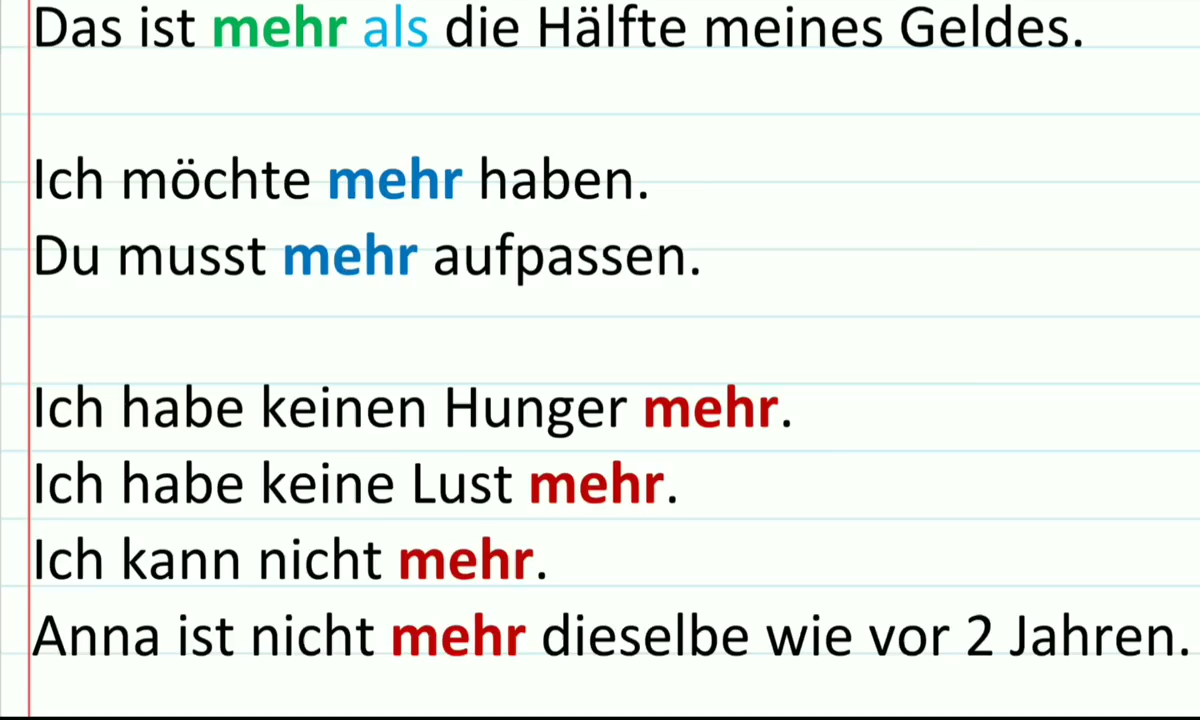 Das ist mehr als die Hälfte meines Geldes.
Ich möchte mehr haben.
Du musst mehr aufpassen.
Ich habe keinen Hunger mehr.
Ich habe keine Lust mehr.
Ich kann nicht mehr.
Anna ist nicht mehr dieselbe wie vor 2 Jahren.